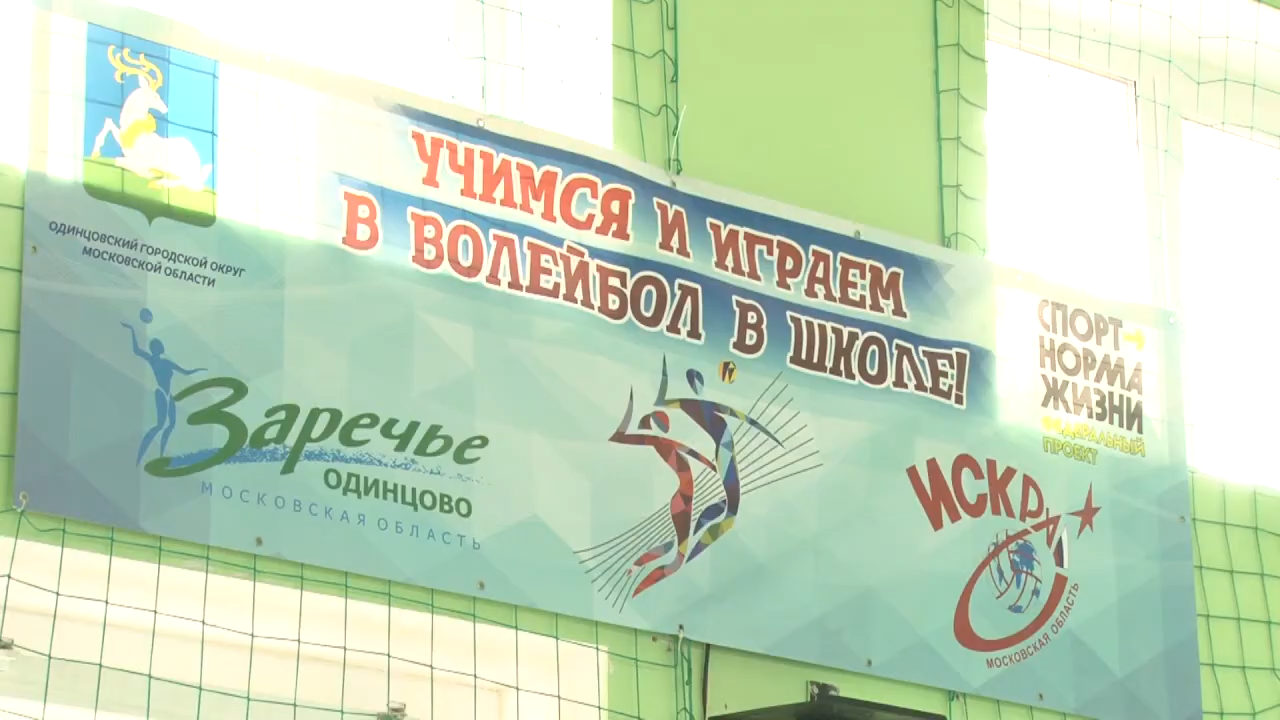 УЧИМСЯ И ИГРАЕМ
В ВОЛЕЙБОЛ В ШКОЛЕ!
ОДИНЦОВСКИЙ ГОРОДСКОЙ ОКРУГ
МОСКОВСКОЙ ОБЛАСТИ
Заречье
ОДИНЦОВО
МОСКОВСКАЯ ОБЛАСТЬ
СПОРТ
НОРМА
ЖИЗНИ
ФЕДЕРАЛЬНЫЙ
ПРОЕКТ
ИСКРА
МОСКОВСКАЯ ОБЛАСТЬ